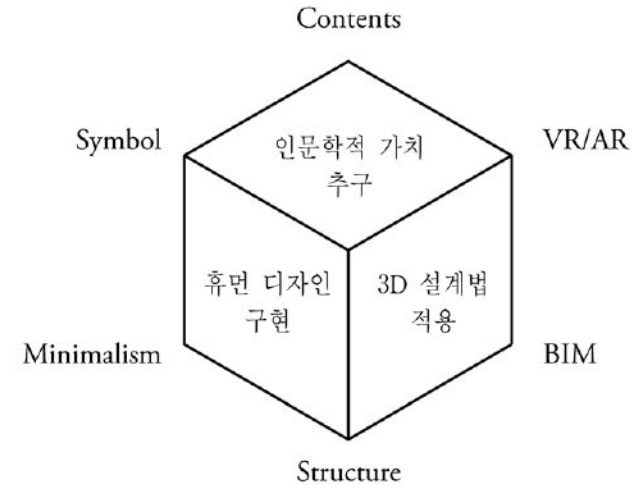 Contents
Symbol
VR/AR
인문학적 가치
추구
휴먼 디자인
구현
3D 설계법
적용
Minimalism
BIM
Structure